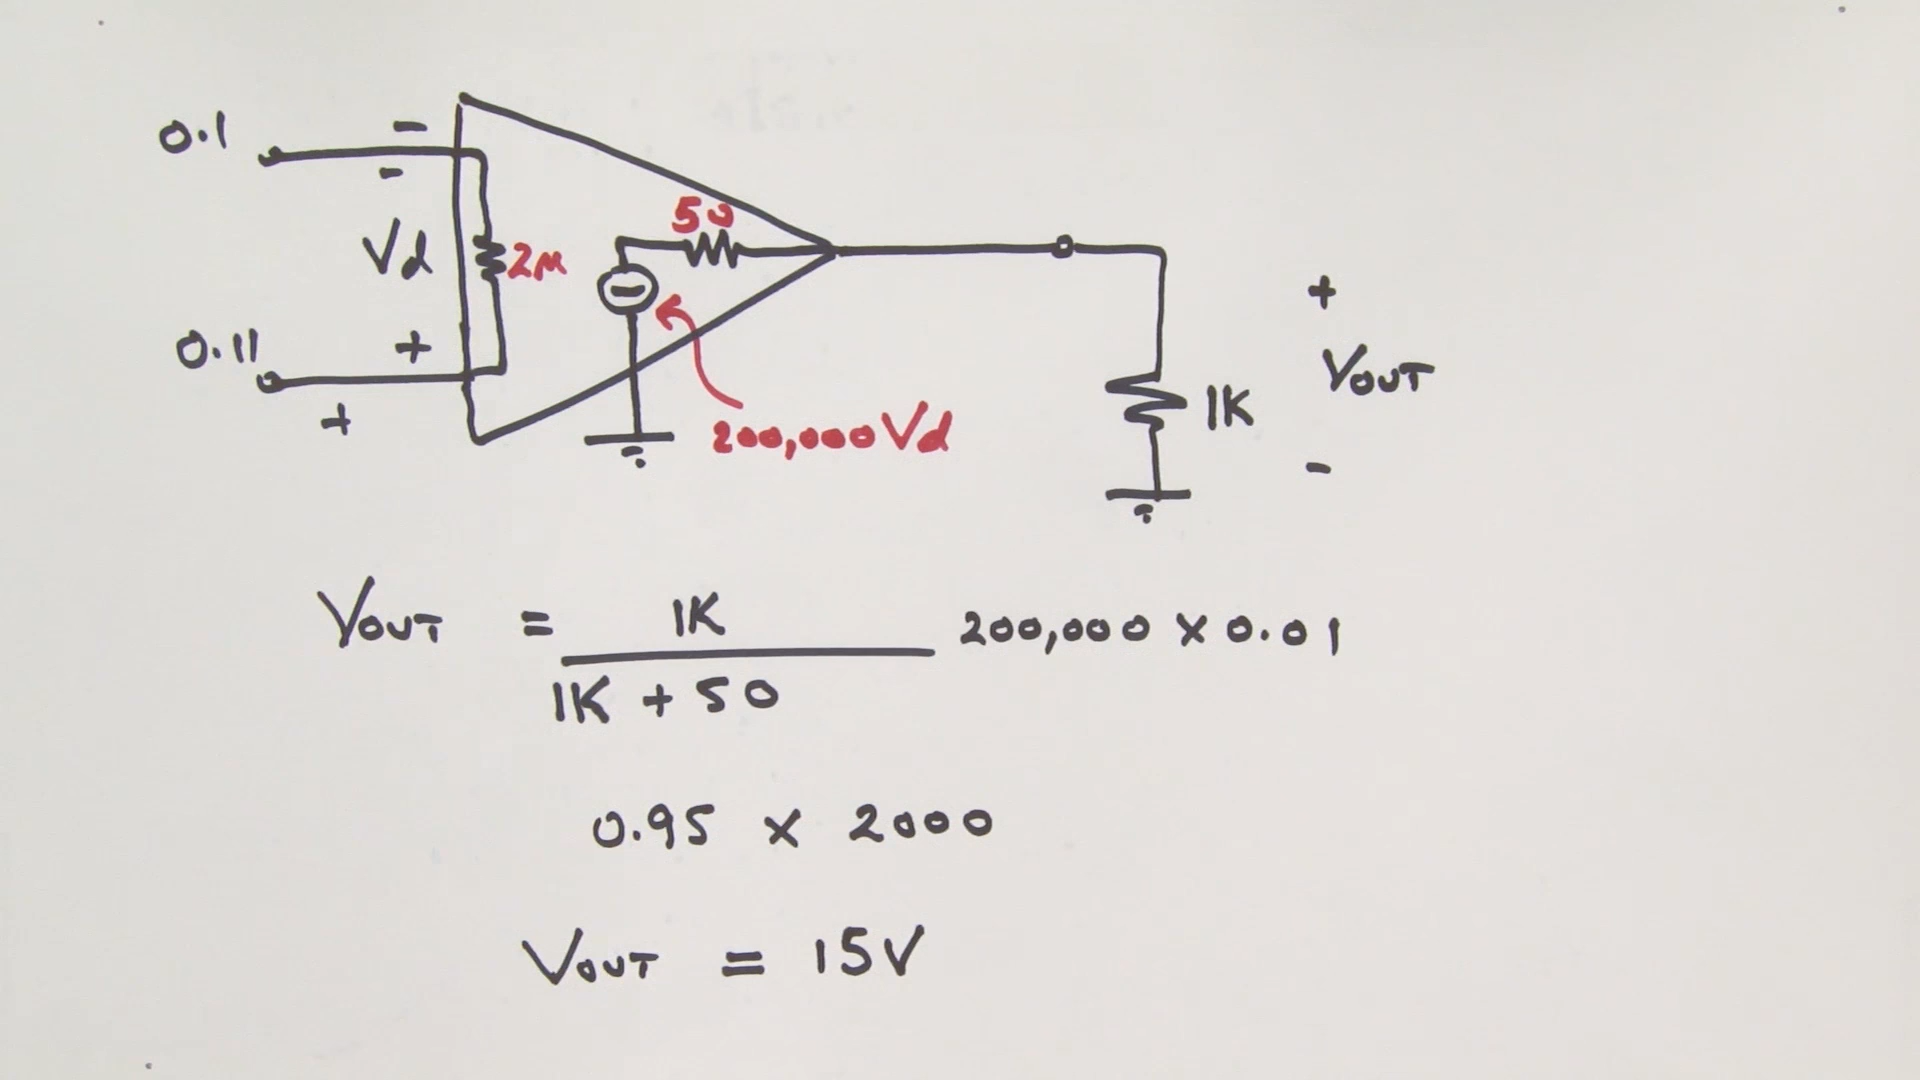 0.1
-
-
Vd
2M
50
0.11
+
+
200,000 Vd
+
VOUT
1K
-
VOUT = 1K 200,000 x 0.01
1K + 50
0.95 x 2000
VOUT = 15V